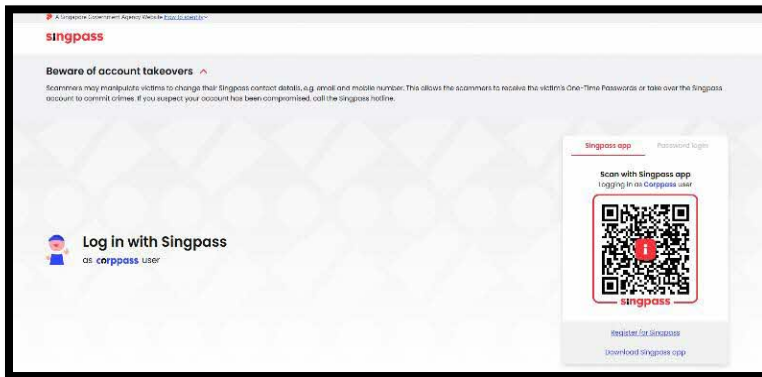 A Singapore Government Agency Website How to identify
singpass
Beware of account takeovers
Scammers may manipulate victims to change their Singpass contact details, e.g. email and mobile number. This allows the scammers to receive the victim's One-Time Passwords or take over the Singpass
account to commit crimes. If you suspect your account has been compromised, call the Singpass hotline.
Singpass app Password login
Scan with Singpass app
Logging in as Corppass user
singpass
Log in with Singpass
as corppass user
Register for Singpass
Download Singpass app